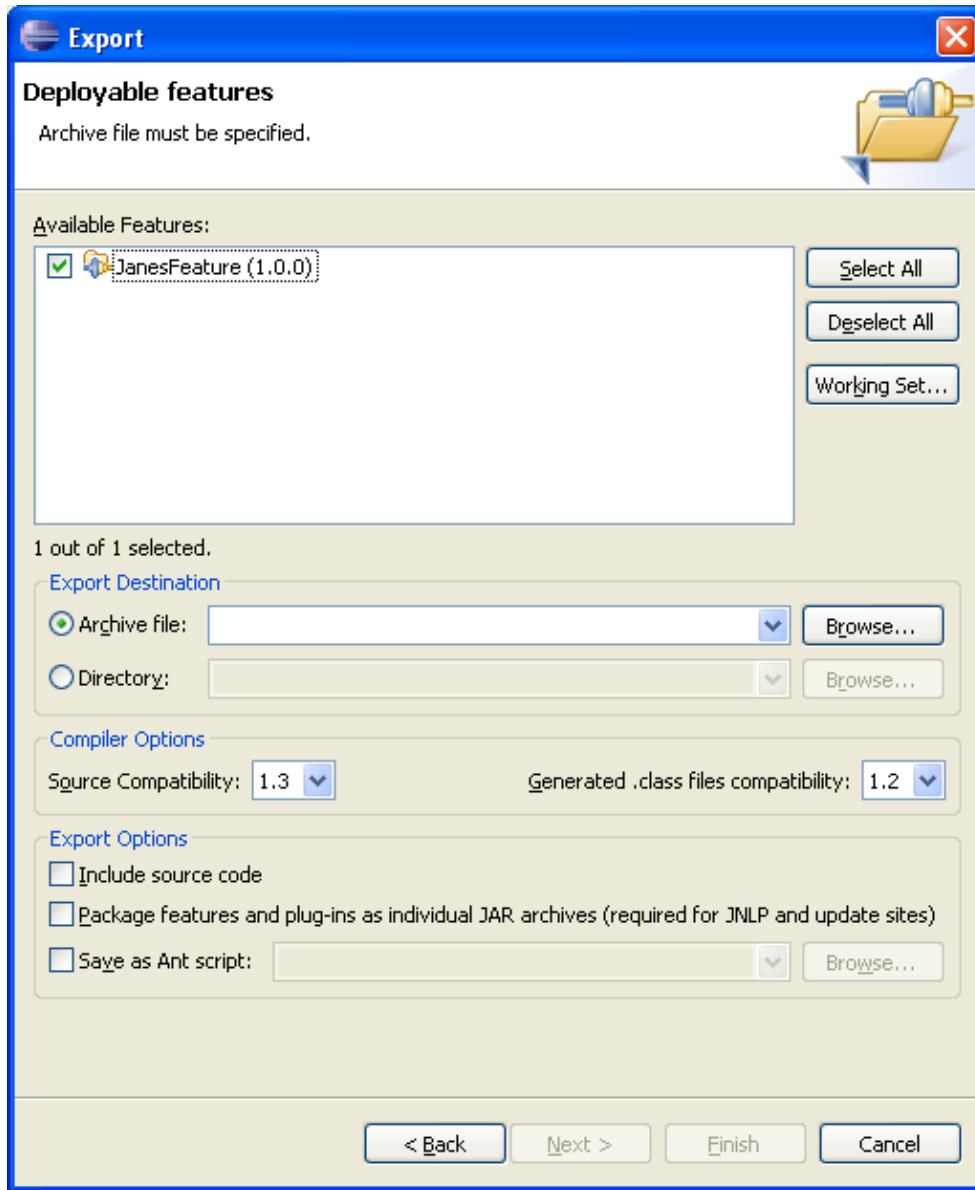 Export
Deployable features
Archive file must be specified.
Available Features:
JanesFeature (1.0.0)
Select All
Deselect All
Working Set...
1 out of 1 selected.
Export Destination
Archive file: Browse...
Directory: Browse...
Compiler Options
Source Compatibility: 1.3 Generated .class files compatibility: 1.2
Export Options
Include source code
Package features and plug-ins as individual JAR archives (required for JNLP and update sites)
Save as Ant script: Browse...
< Back Next > Finish Cancel